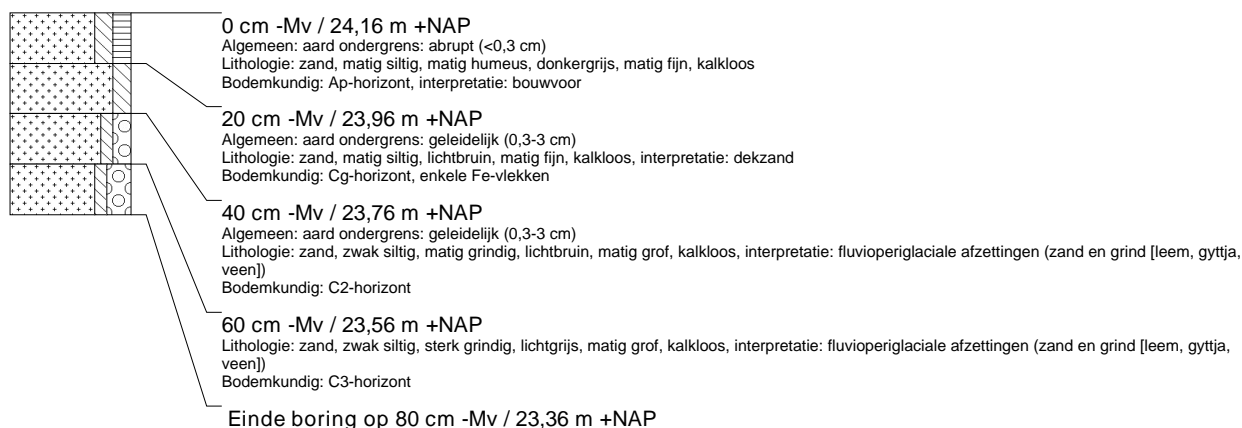 0 cm -Mv / 24,16 m +NAP
Algemeen: aard ondergrens: abrupt (<0,3 cm)
Lithologie: zand, matig siltig, matig humeus, donkergrijs, matig fijn, kalkloos
Bodemkundig: Ap-horizont, interpretatie: bouwvoor
20 cm -Mv / 23,96 m +NAP
Algemeen: aard ondergrens: geleidelijk (0,3-3 cm)
Lithologie: zand, matig siltig, lichtbruin, matig fijn, kalkloos, interpretatie: dekzand
Bodemkundig: Cg-horizont, enkele Fe-vlekken
40 cm -Mv / 23,76 m +NAP
Algemeen: aard ondergrens: geleidelijk (0,3-3 cm)
Lithologie: zand, zwak siltig, matig grindig, lichtbruin, matig grof, kalkloos, interpretatie: fluvioperiglaciale afzettingen (zand en grind [leem, gyttja,
veen])
Bodemkundig: C2-horizont
60 cm -Mv / 23,56 m +NAP
Lithologie: zand, zwak siltig, sterk grindig, lichtgrijs, matig grof, kalkloos, interpretatie: fluvioperiglaciale afzettingen (zand en grind [leem, gyttja,
veen])
Bodemkundig: C3-horizont
Einde boring op 80 cm -Mv / 23,36 m +NAP